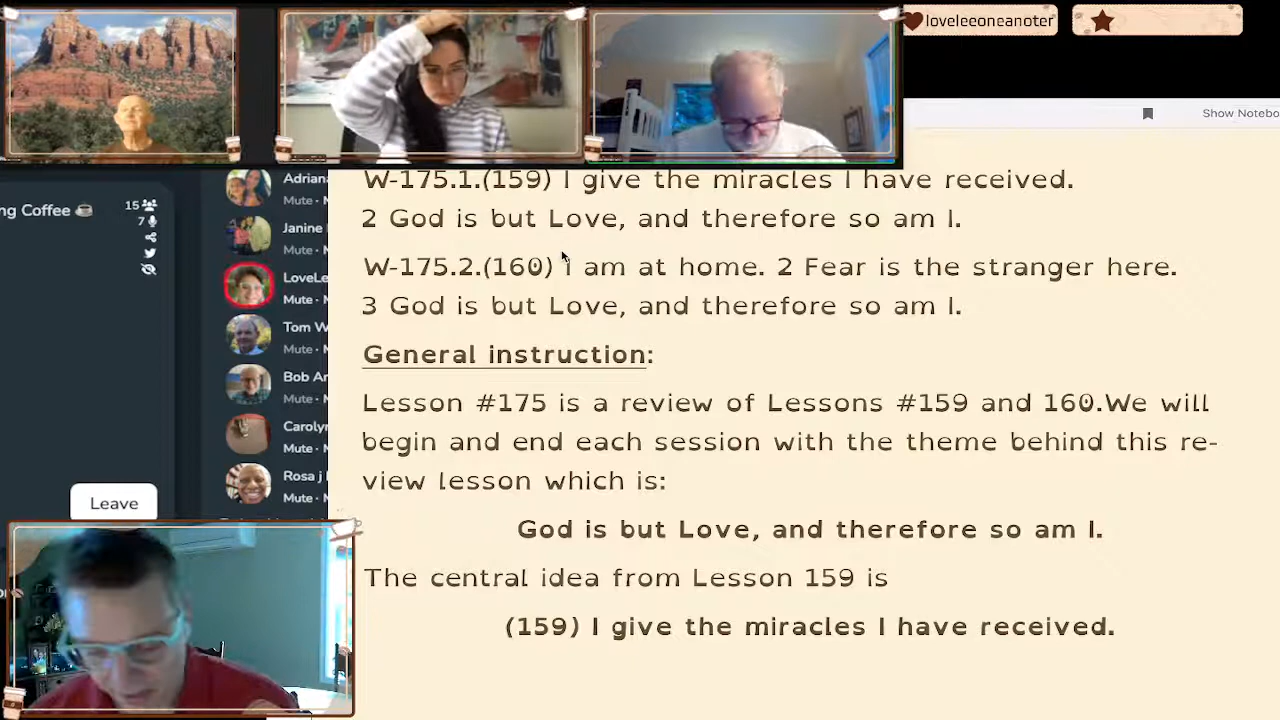 loveleeoneanoter
Show Notebo
ng Coffee
15
7
Adriana
Mute ·
Janine
Mute ·
LoveLe
Mute ·
Tom W
Mute ·
Bob Ar
Mute ·
Carolyn
Mute ·
Rosa j
Mute ·
Leave
W-175.1.(159) I give the miracles I have received.
2 God is but Love, and therefore so am I.
W-175.2.(160) I am at home. 2 Fear is the stranger here.
3 God is but Love, and therefore so am I.
General instruction:
Lesson #175 is a review of Lessons #159 and 160.We will
begin and end each session with the theme behind this re-
view lesson which is:
God is but Love, and therefore so am I.
The central idea from Lesson 159 is
(159) I give the miracles I have received.